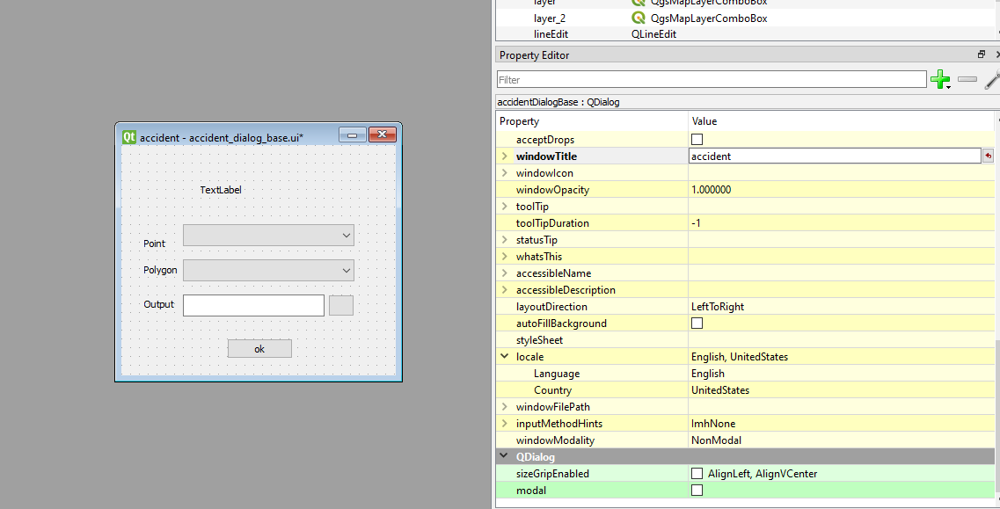 layer QgsMapLayerComboBox
layer_2 QgsMapLayerComboBox
lineEdit QLineEdit
Property Editor
Filter
accidentDialogBase : QDialog
Property Value
acceptDrops
windowTitle accident
windowIcon
windowOpacity 1.000000
toolTip
toolTipDuration -1
statusTip
whatsThis
accessibleName
accessibleDescription
layoutDirection LeftToRight
autoFillBackground
styleSheet
locale English, UnitedStates
Language English
Country UnitedStates
windowFilePath
inputMethodHints ImhNone
windowModality NonModal
QDialog
sizeGripEnabled AlignLeft, AlignVCenter
modal
Qt accident - accident_dialog_base.ui*
TextLabel
Point
Polygon
Output
ok